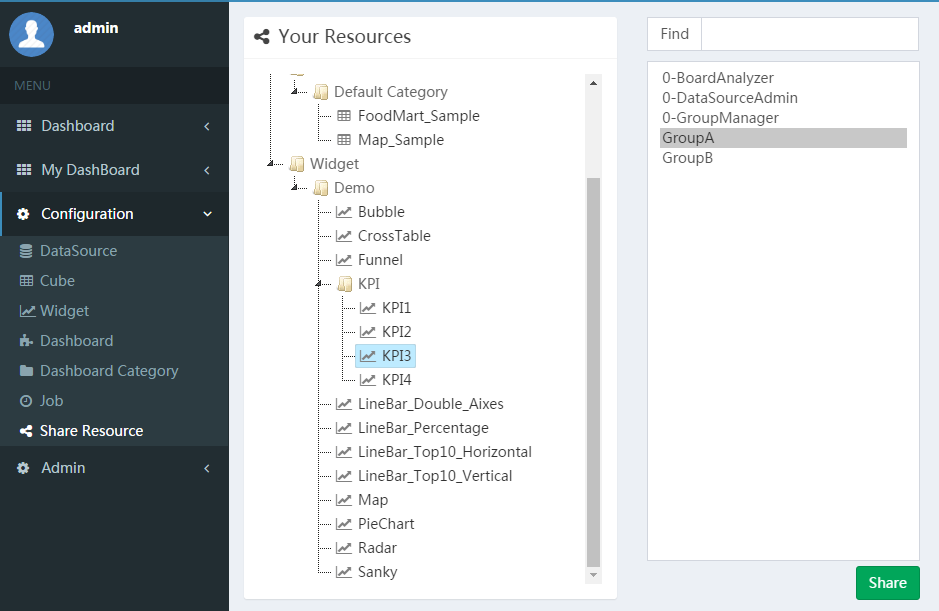 admin
MENU
Dashboard
My DashBoard
Configuration
DataSource
Cube
Widget
Dashboard
Dashboard Category
Job
Share Resource
Admin
Your Resources
Default Category
FoodMart_Sample
Map_Sample
Widget
Demo
Bubble
CrossTable
Funnel
KPI
KPI1
KPI2
KPI3
KPI4
LineBar_Double_Aixes
LineBar_Percentage
LineBar_Top10_Horizontal
LineBar_Top10_Vertical
Map
PieChart
Radar
Sanky
Find
0-BoardAnalyzer
0-DataSourceAdmin
0-GroupManager
GroupA
GroupB
Share